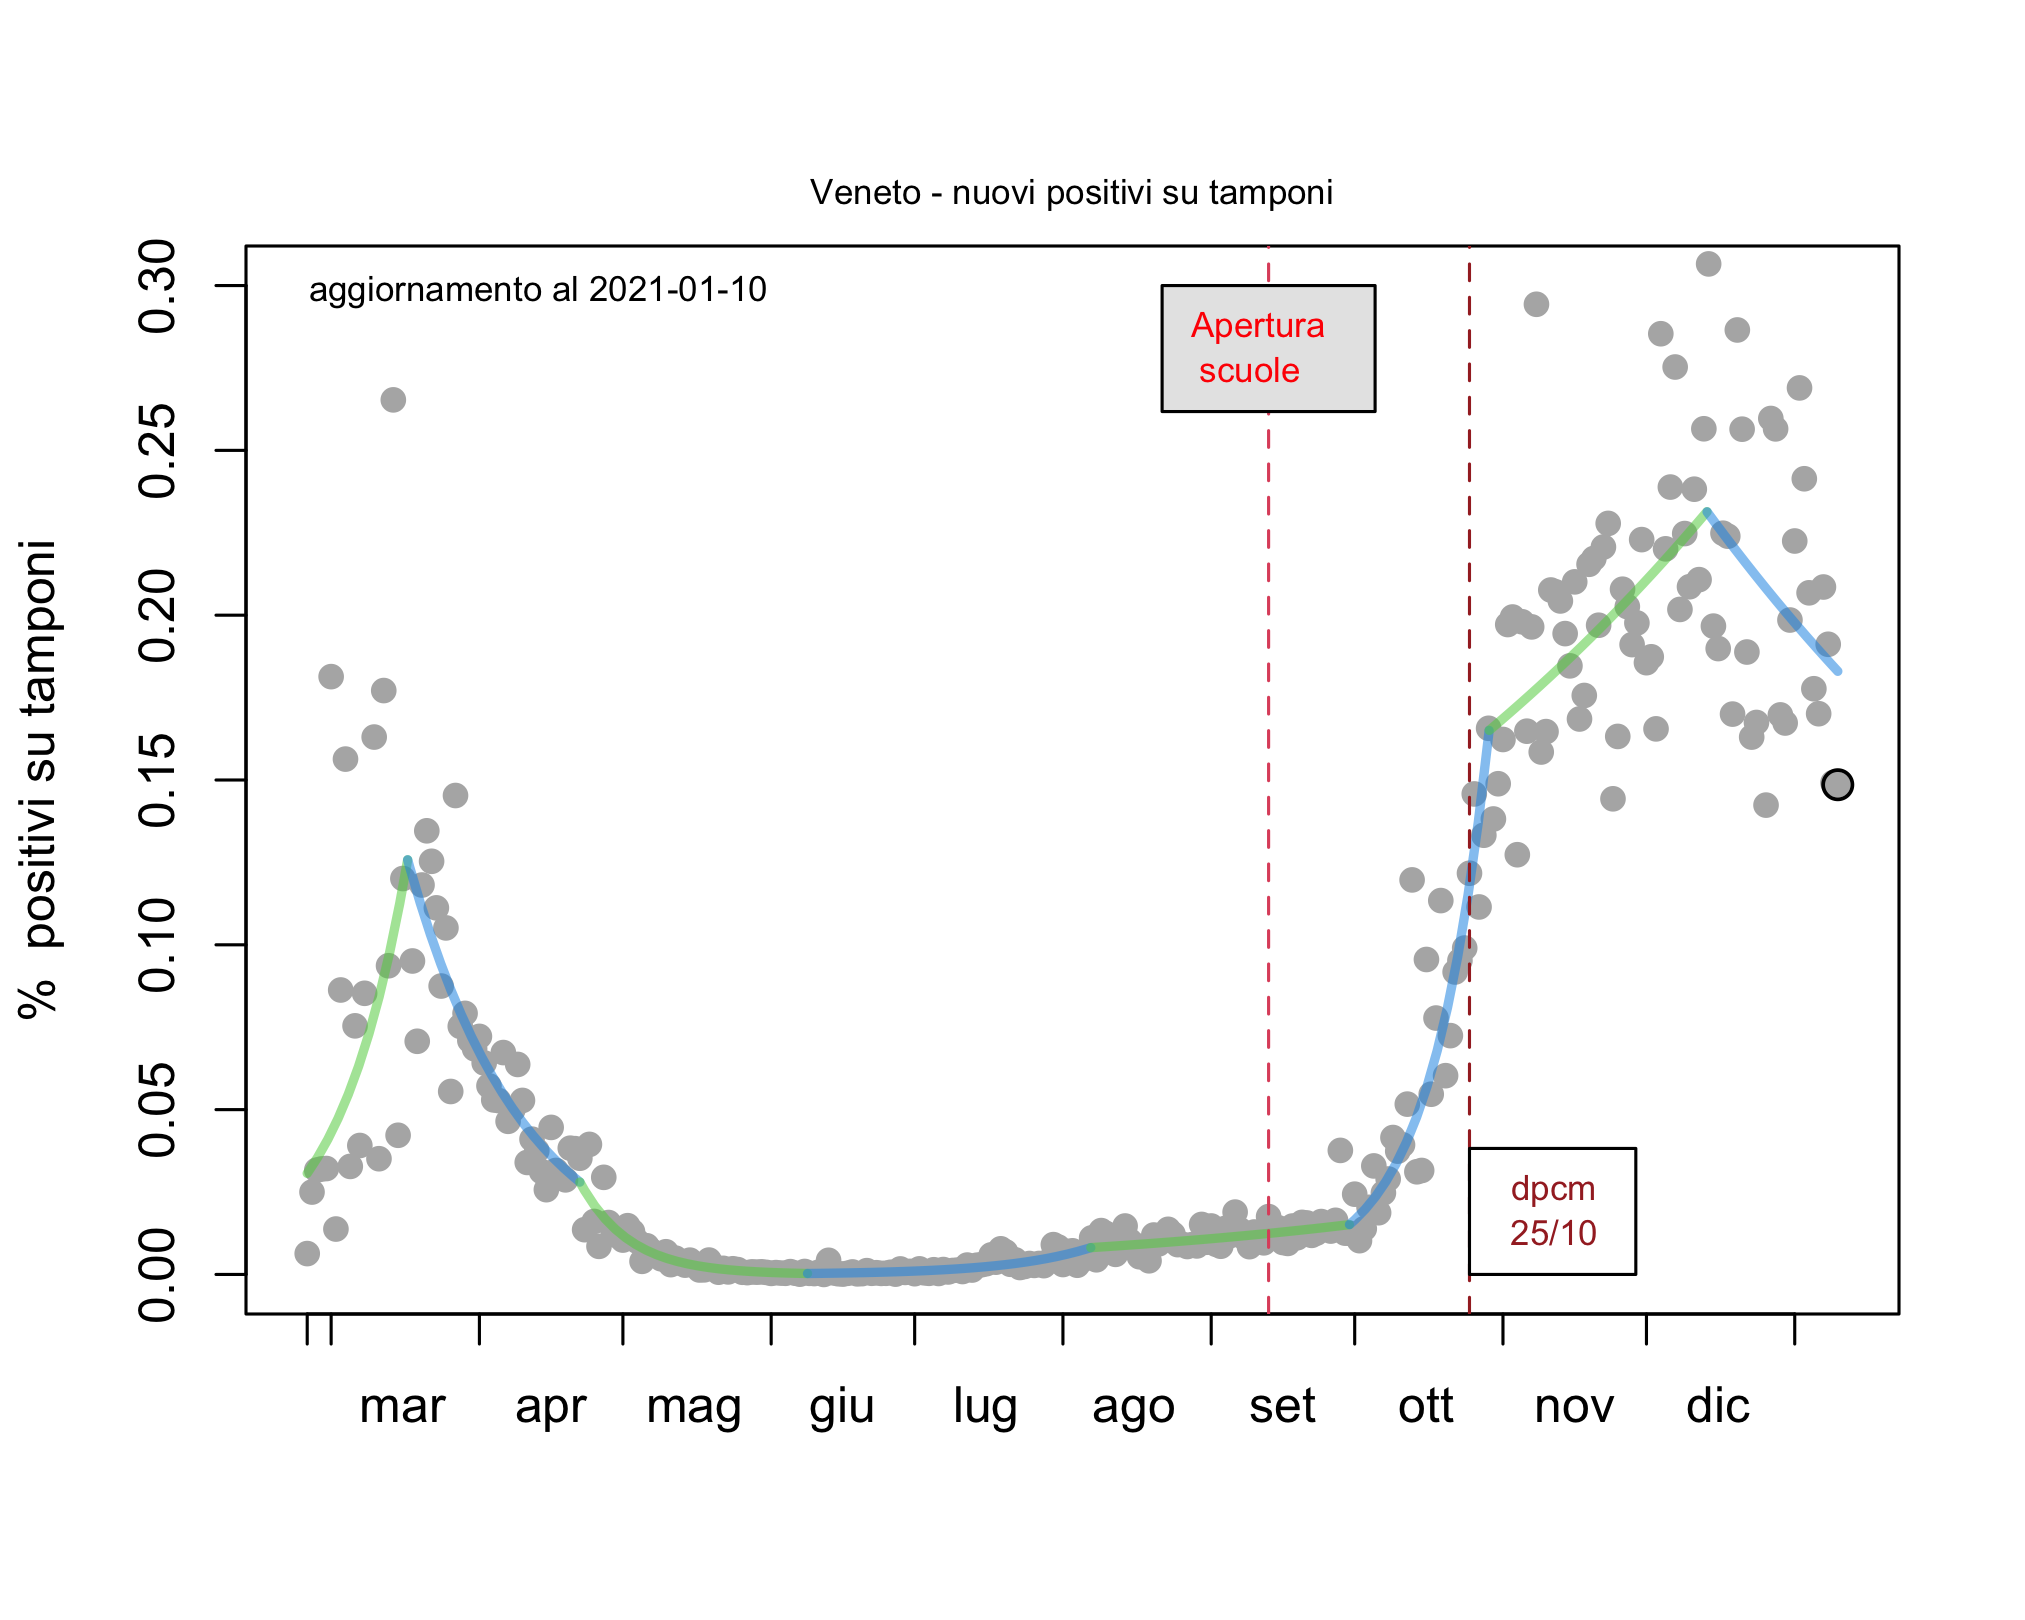 Veneto - nuovi positivi su tamponi
aggiornamento al 2021-01-10
Apertura
scuole
dpcm
25/10
% positivi su tamponi
0.30
0.25
0.20
0.15
0.10
0.05
0.00
mar apr mag giu lug ago set ott nov dic